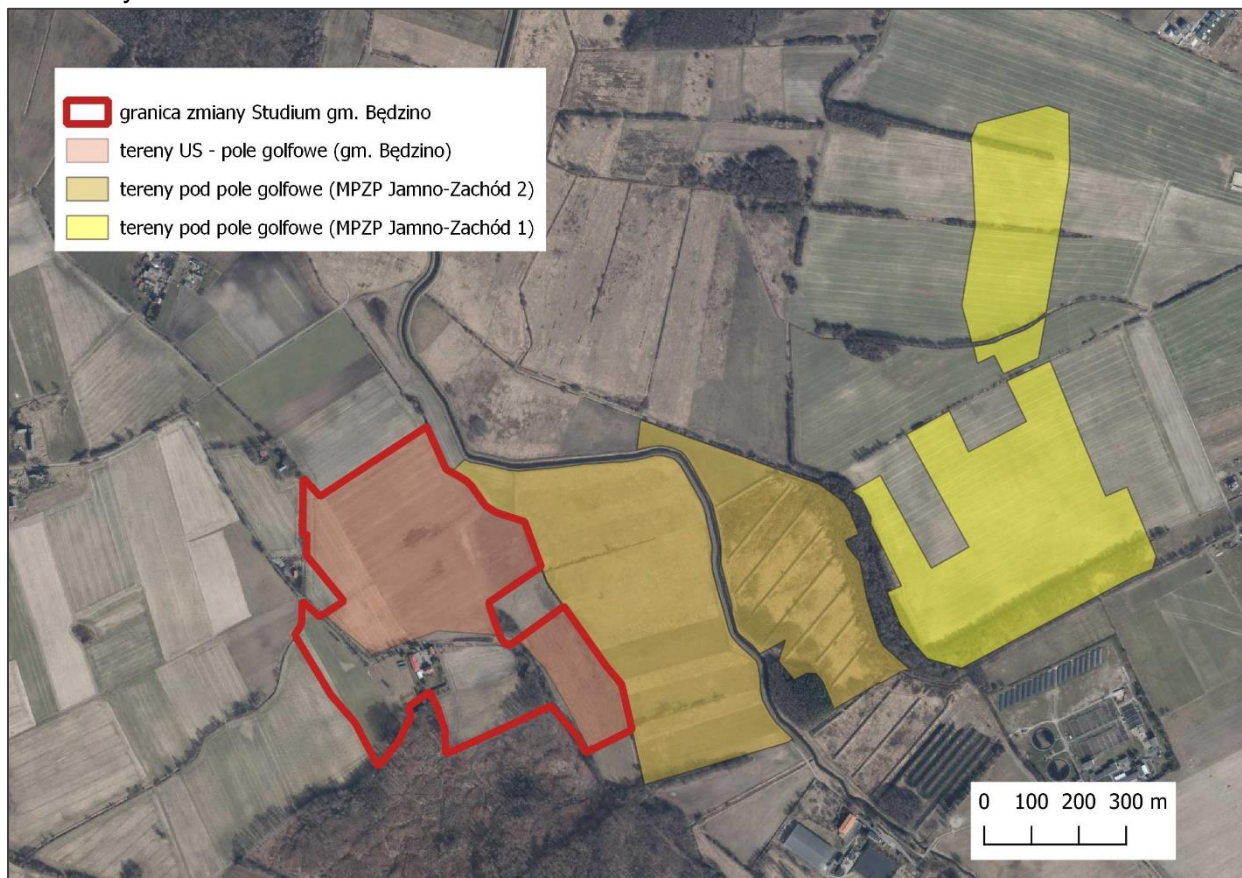 granica zmiany Studium gm. Będzino
tereny US - pole golfowe (gm. Będzino)
tereny pod pole golfowe (MPZP Jamno-Zachód 2)
tereny pod pole golfowe (MPZP Jamno-Zachód 1)
0 100 200 300 m